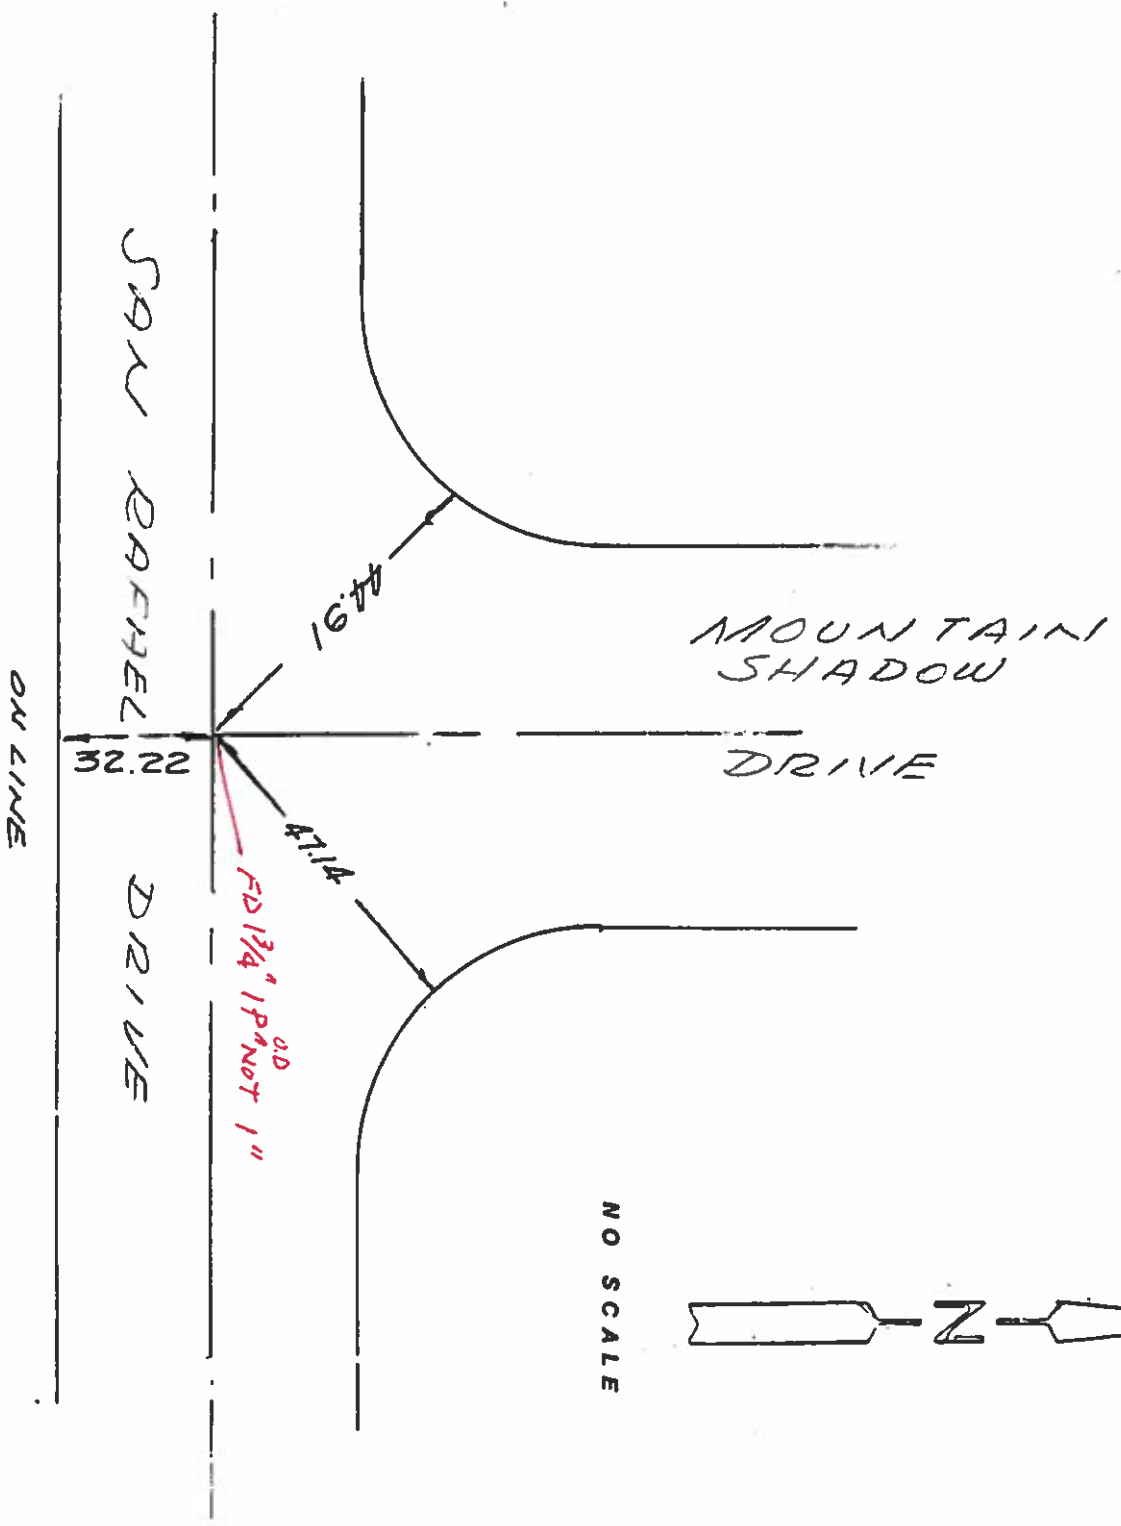 SAN RAFAEL DRIVE
ON LINE
MOUNTAIN
SHADOW
DRIVE
44.91
32.22
47.14
FD 1 3/4" IP O.D " NOT 1"
NO SCALE
N